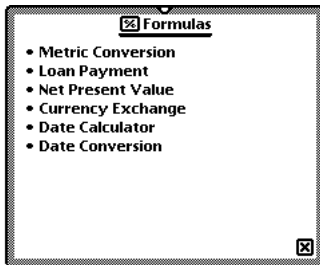 Formulas
• Metric Conversion
• Loan Payment
• Net Present Value
• Currency Exchange
• Date Calculator
• Date Conversion